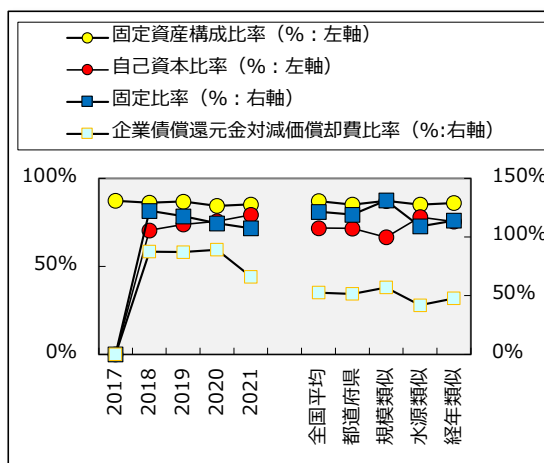 固定資産構成比率（%：左軸）
自己資本比率（%：左軸）
固定比率（%：右軸）
企業債償還元金対減価償却費比率（%:右軸）
100%
150%
100%
50%
50%
0%
0%
2017
2018
2019
2020
2021
全国平均
都道府県
規模類似
水源類似
経年類似